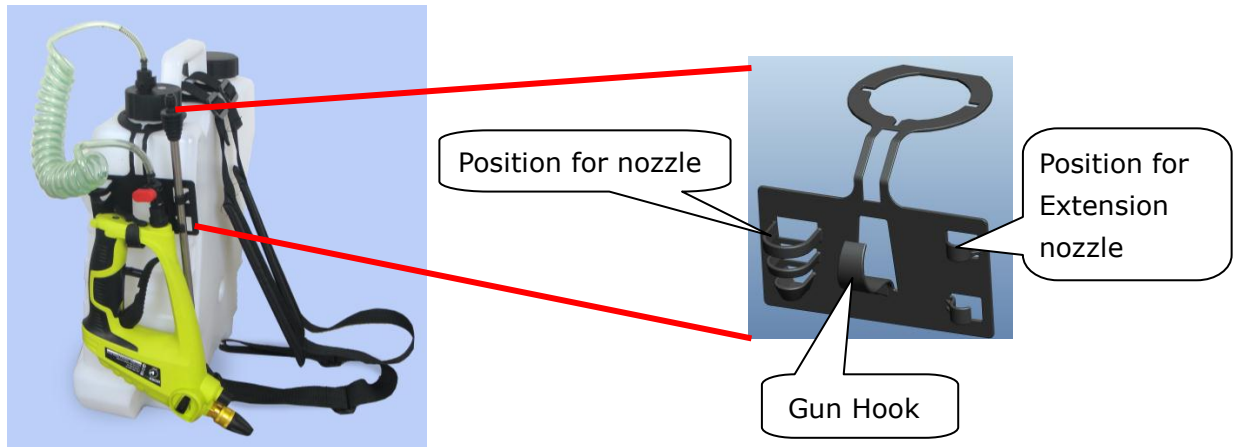 Position for nozzle
Position for
Extension
nozzle
Gun Hook